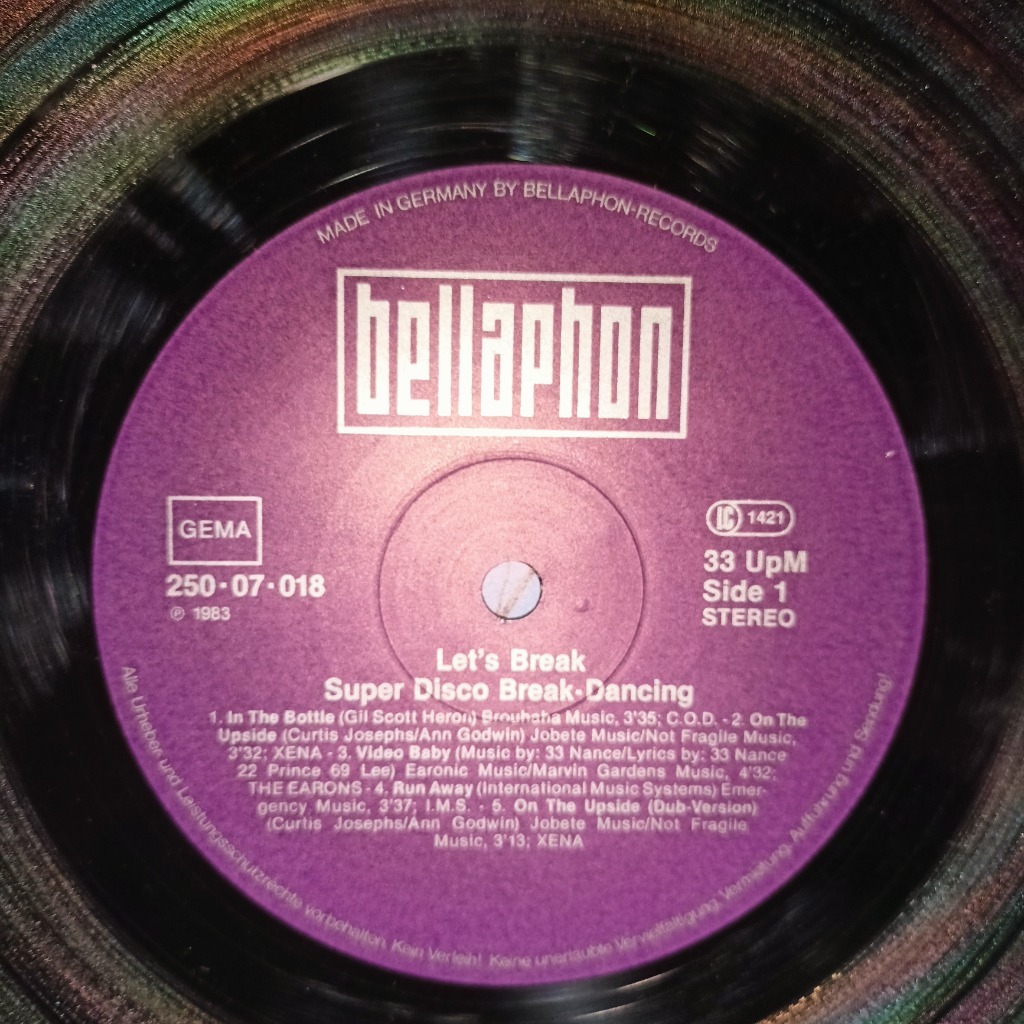 MADE IN GERMANY BY BELLAPHON-RECORDS
bellaphon
GEMA
250·07·018
℗ 1983
LC 1421
33 UpM
Side 1
STEREO
Let's Break
Super Disco Break-Dancing
1. In The Bottle (Gil Scott Heron) Brouhaha Music, 3'35; C.O.D. - 2. On The
Upside (Curtis Josephs/Ann Godwin) Jobete Music/Not Fragile Music,
3'32; XENA - 3. Video Baby (Music by: 33 Nance/Lyrics by: 33 Nance
22 Prince 69 Lee) Earonic Music/Marvin Gardens Music, 4'32;
THE EARONS - 4. Run Away (International Music Systems) Emer-
gency Music, 3'37; I.M.S. - 5. On The Upside (Dub-Version)
(Curtis Josephs/Ann Godwin) Jobete Music/Not Fragile
Music, 3'13; XENA
Alle Urheber und Leistungsschutzrechte vorbehalten. Kein Verleih! Keine unerlaubte Vervielfältigung, Vermietung, Aufführung und Sendung!